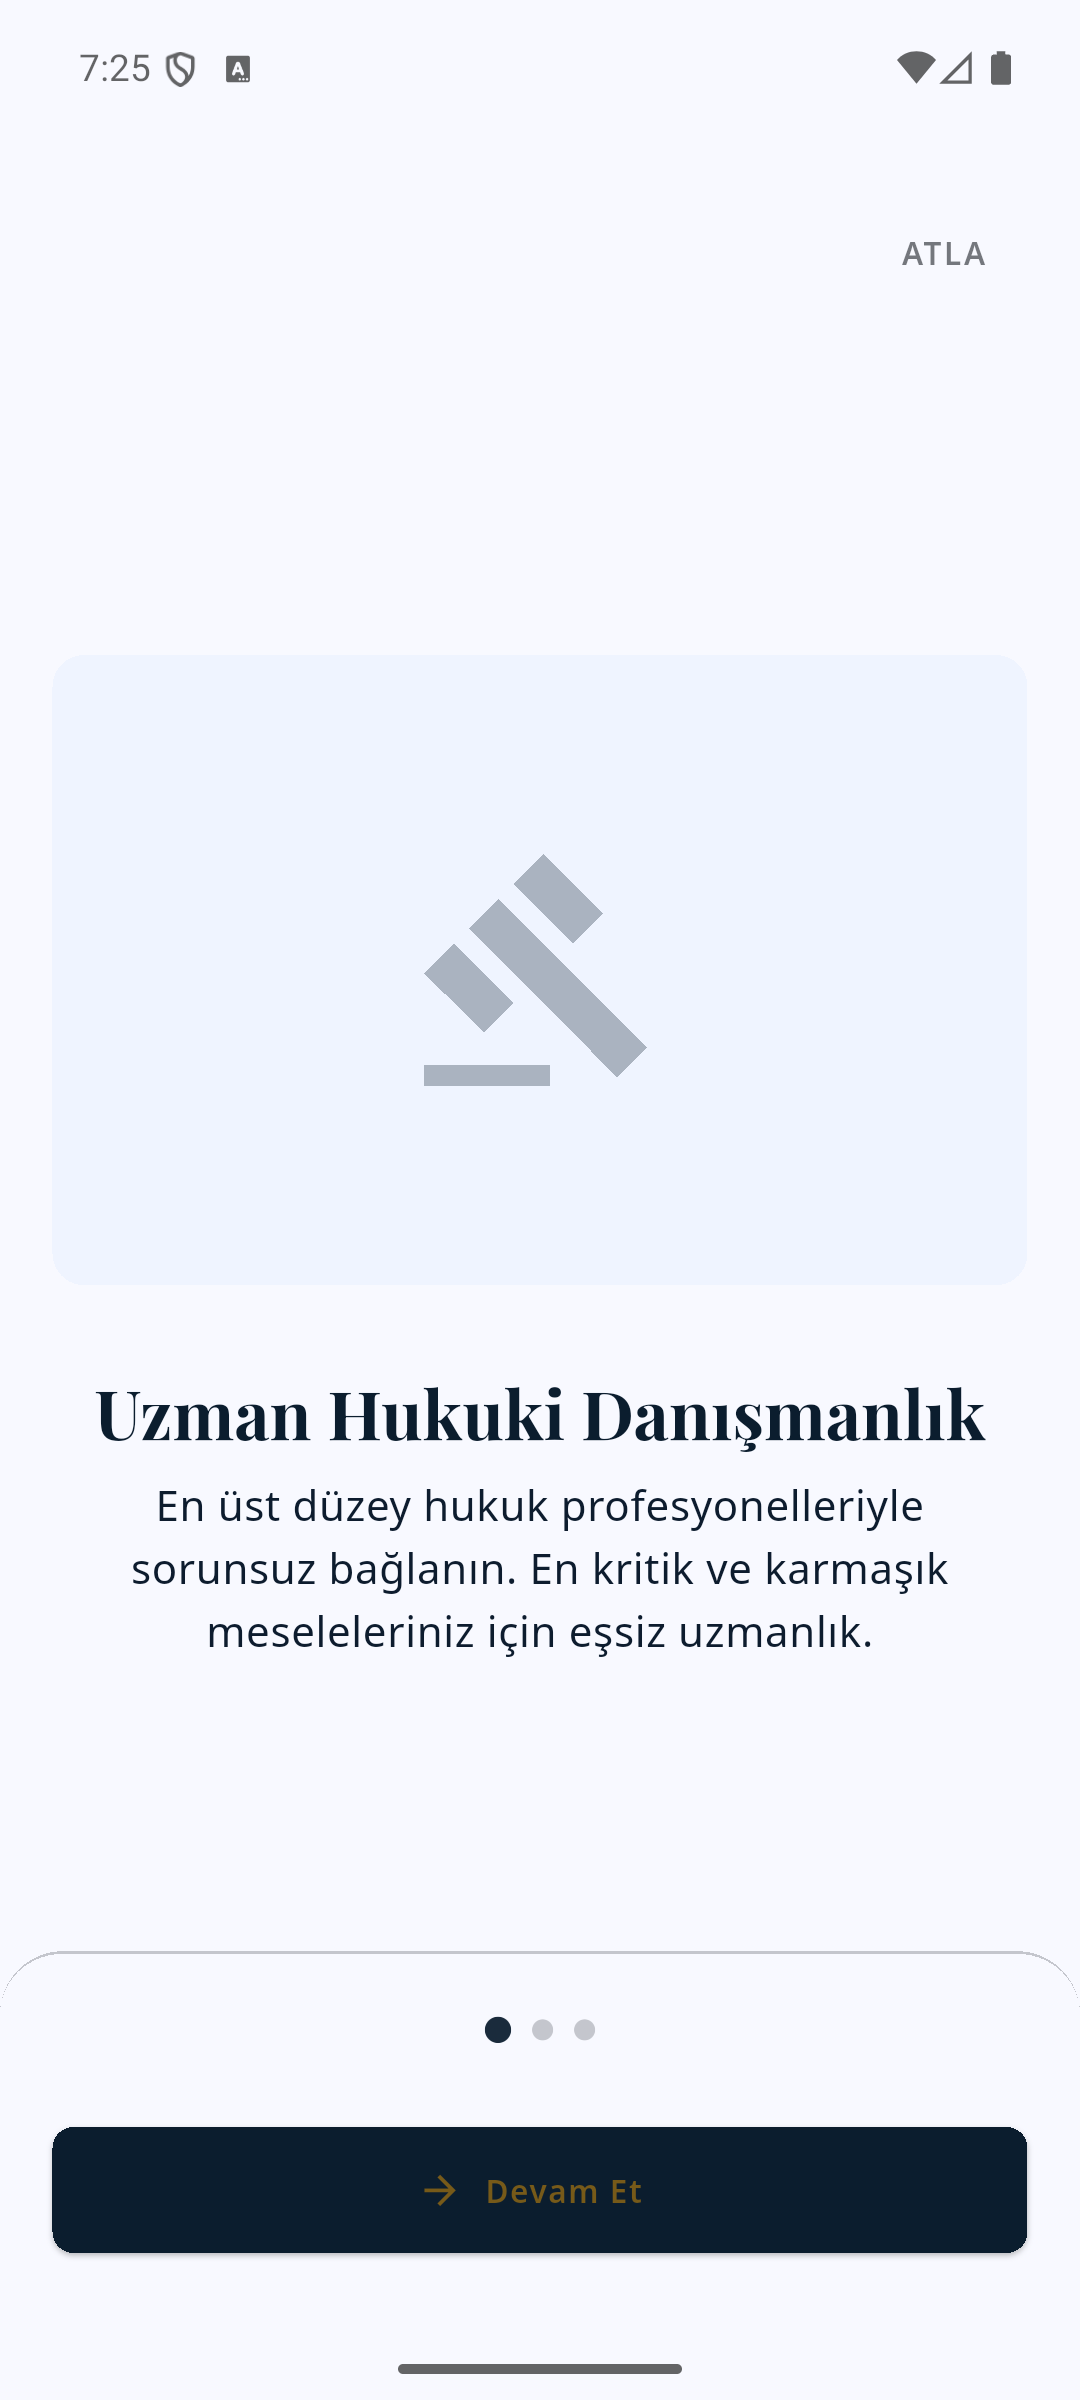 7:25
ATLA
Uzman Hukuki Danışmanlık
En üst düzey hukuk profesyonelleriyle
sorunsuz bağlanın. En kritik ve karmaşık
meseleleriniz için eşsiz uzmanlık.
Devam Et